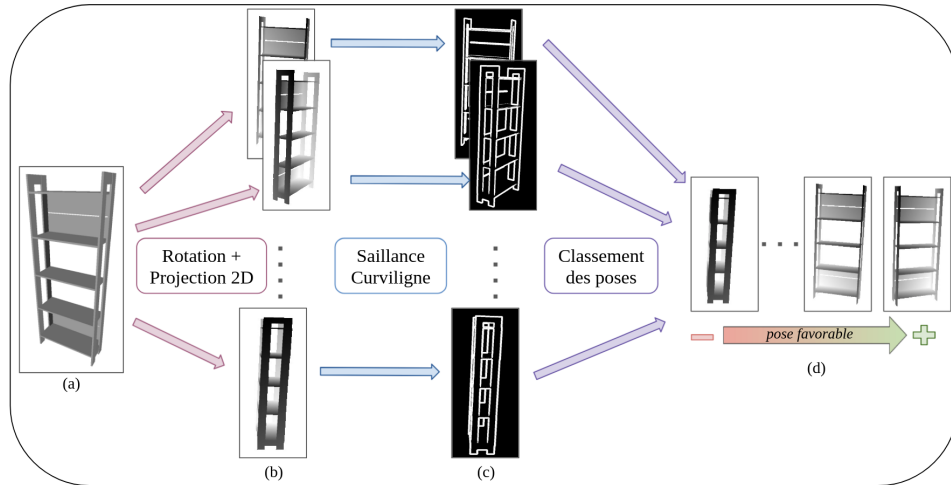 Rotation +
Projection 2D
Saillance
Curviligne
Classement
des poses
pose favorable
(a)
(b)
(c)
(d)